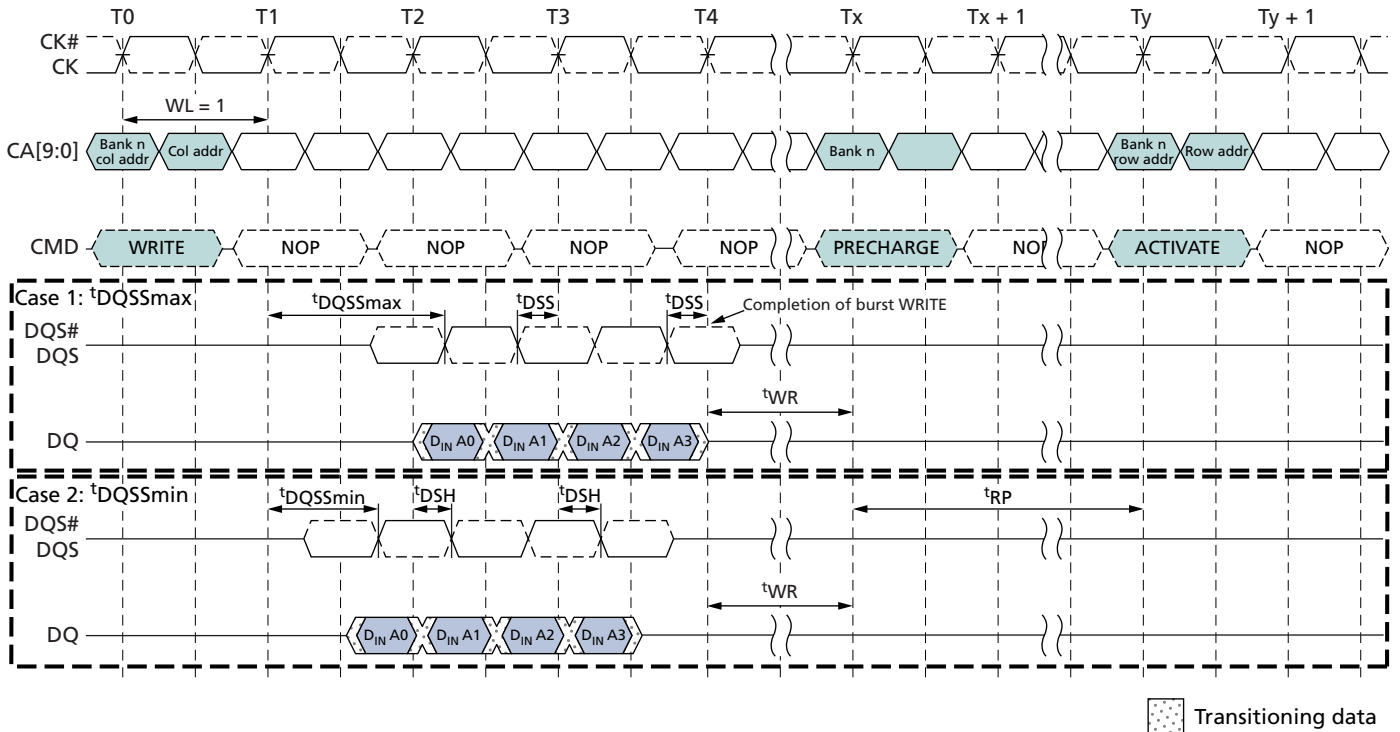 T0 T1 T2 T3 T4 Tx Tx + 1 Ty Ty + 1
CK#
CK
WL = 1
CA[9:0]
Bank n
col addr
Col addr
Bank n
Bank n
row addr
Row addr
CMD WRITE NOP NOP NOP NOP PRECHARGE NOP ACTIVATE NOP
Case 1: tDQSSmax
tDQSSmax tDSS tDSS Completion of burst WRITE
DQS#
DQS
tWR
DQ DIN A0 DIN A1 DIN A2 DIN A3
Case 2: tDQSSmin
tDQSSmin tDSH tDSH tRP
DQS#
DQS
tWR
DQ DIN A0 DIN A1 DIN A2 DIN A3
Transitioning data